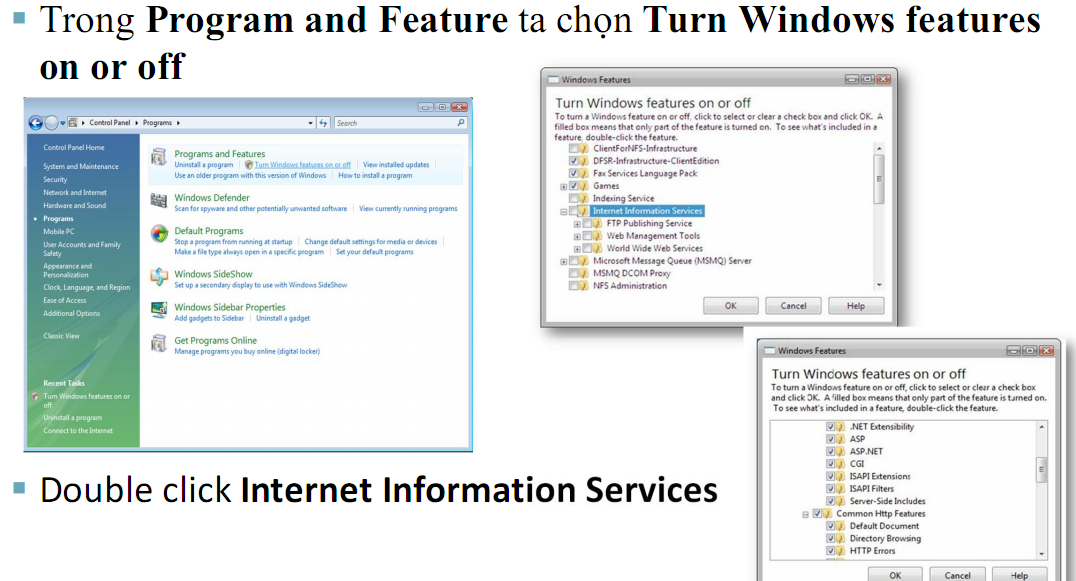 Trong Program and Feature ta chọn Turn Windows features
on or off
Control Panel ▸ Programs ▸
Search
Control Panel Home
System and Maintenance
Security
Network and Internet
Hardware and Sound
Programs
Mobile PC
User Accounts and Family
Safety
Appearance and
Personalization
Clock, Language, and Region
Ease of Access
Additional Options
Classic View
Recent Tasks
Turn Windows features on or
off
Uninstall a program
Connect to the Internet
Programs and Features
Uninstall a program | Turn Windows features on or off | View installed updates
Use an older program with this version of Windows | How to install a program
Windows Defender
Scan for spyware and other potentially unwanted software | View currently running programs
Default Programs
Stop a program from running at startup | Change default settings for media or devices
Make a file type always open in a specific program | Set your default programs
Windows SideShow
Set up a secondary display to use with Windows SideShow
Windows Sidebar Properties
Add gadgets to Sidebar | Uninstall a gadget
Get Programs Online
Manage programs you buy online (digital locker)
Windows Features
Turn Windows features on or off
To turn a Windows feature on or off, click to select or clear a check box and click OK. A
filled box means that only part of the feature is turned on. To see what's included in a
feature, double-click the feature.
ClientForNFS-Infrastructure
DFSR-Infrastructure-ClientEdition
Fax Services Language Pack
Games
Indexing Service
Internet Information Services
FTP Publishing Service
Web Management Tools
World Wide Web Services
Microsoft Message Queue (MSMQ) Server
MSMQ DCOM Proxy
NFS Administration
OK
Cancel
Help
Windows Features
Turn Windows features on or off
To turn a Windows feature on or off, click to select or clear a check box
and click OK. A filled box means that only part of the feature is turned on.
To see what's included in a feature, double-click the feature.
.NET Extensibility
ASP
ASP.NET
CGI
ISAPI Extensions
ISAPI Filters
Server-Side Includes
Common Http Features
Default Document
Directory Browsing
HTTP Errors
OK
Cancel
Help
Double click Internet Information Services